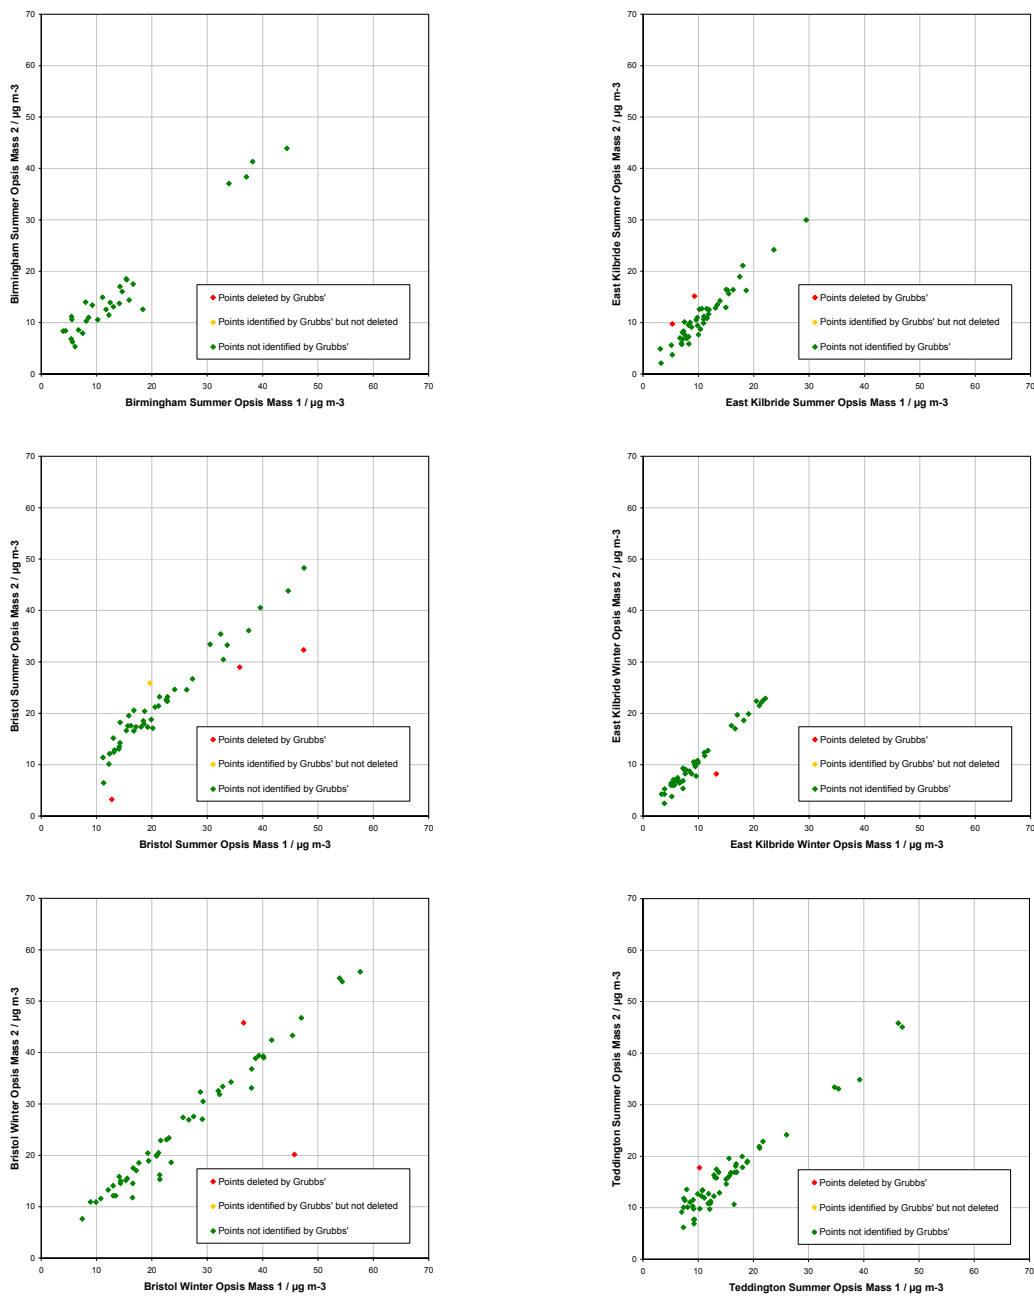 Birmingham Summer Opsis Mass 2 / µg m-3
70
60
50
40
30
20
10
0
Points deleted by Grubbs'
Points identified by Grubbs' but not deleted
Points not identified by Grubbs'
0 10 20 30 40 50 60 70
Birmingham Summer Opsis Mass 1 / µg m-3
East Kilbride Summer Opsis Mass 2 / µg m-3
70
60
50
40
30
20
10
0
Points deleted by Grubbs'
Points identified by Grubbs' but not deleted
Points not identified by Grubbs'
0 10 20 30 40 50 60 70
East Kilbride Summer Opsis Mass 1 / µg m-3
Bristol Summer Opsis Mass 2 / µg m-3
70
60
50
40
30
20
10
0
Points deleted by Grubbs'
Points identified by Grubbs' but not deleted
Points not identified by Grubbs'
0 10 20 30 40 50 60 70
Bristol Summer Opsis Mass 1 / µg m-3
East Kilbride Winter Opsis Mass 2 / µg m-3
70
60
50
40
30
20
10
0
Points deleted by Grubbs'
Points identified by Grubbs' but not deleted
Points not identified by Grubbs'
0 10 20 30 40 50 60 70
East Kilbride Winter Opsis Mass 1 / µg m-3
Bristol Winter Opsis Mass 2 / µg m-3
70
60
50
40
30
20
10
0
Points deleted by Grubbs'
Points identified by Grubbs' but not deleted
Points not identified by Grubbs'
0 10 20 30 40 50 60 70
Bristol Winter Opsis Mass 1 / µg m-3
Teddington Summer Opsis Mass 2 / µg m-3
70
60
50
40
30
20
10
0
Points deleted by Grubbs'
Points identified by Grubbs' but not deleted
Points not identified by Grubbs'
0 10 20 30 40 50 60 70
Teddington Summer Opsis Mass 1 / µg m-3